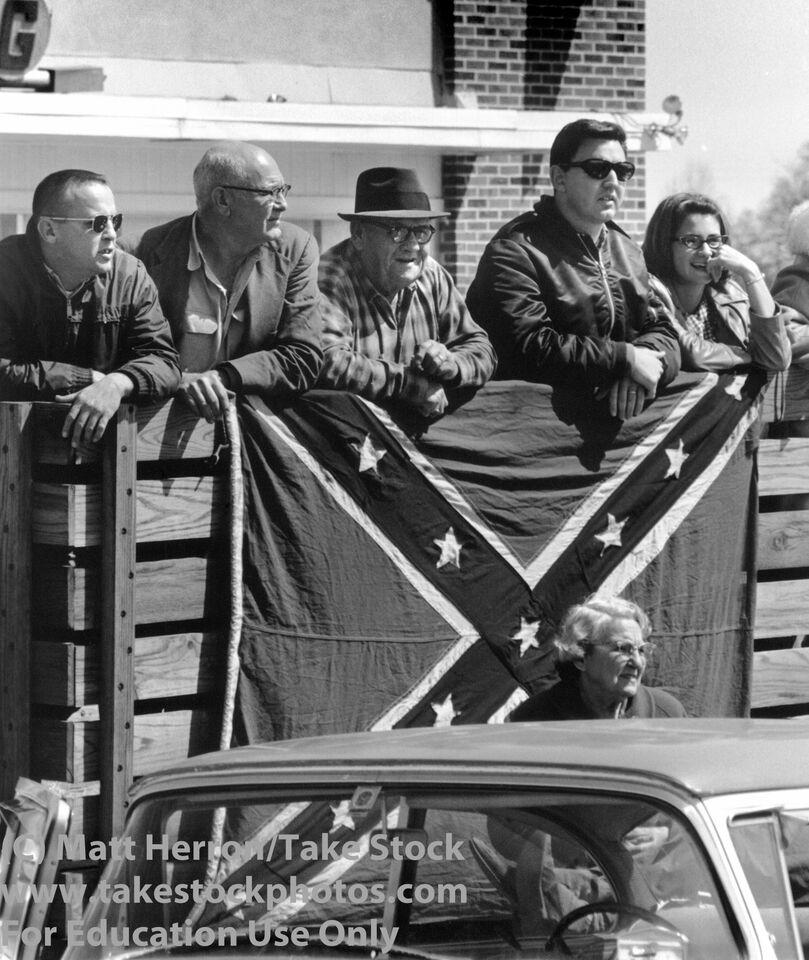 G
(C) Matt Herron/Take Stock
www.takestockphotos.com
For Education Use Only